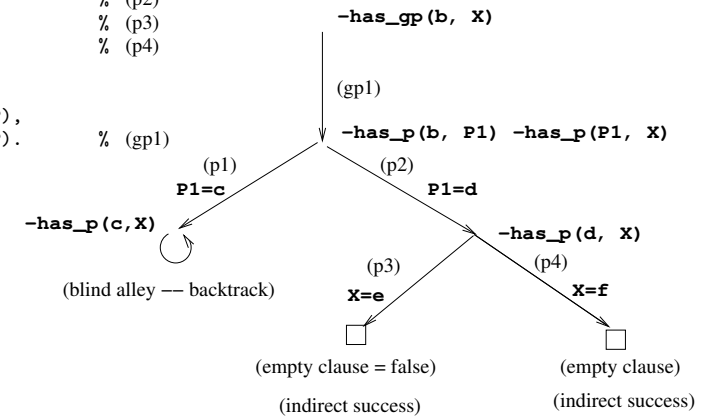 % (p2)
% (p3)
% (p4)
),
). % (gp1)
−has_gp(b, X)
(gp1)
−has_p(b, P1) −has_p(P1, X)
(p1)
P1=c
(p2)
P1=d
−has_p(c,X)
(blind alley −− backtrack)
−has_p(d, X)
(p3)
X=e
(p4)
X=f
(empty clause = false)
(indirect success)
(empty clause)
(indirect success)